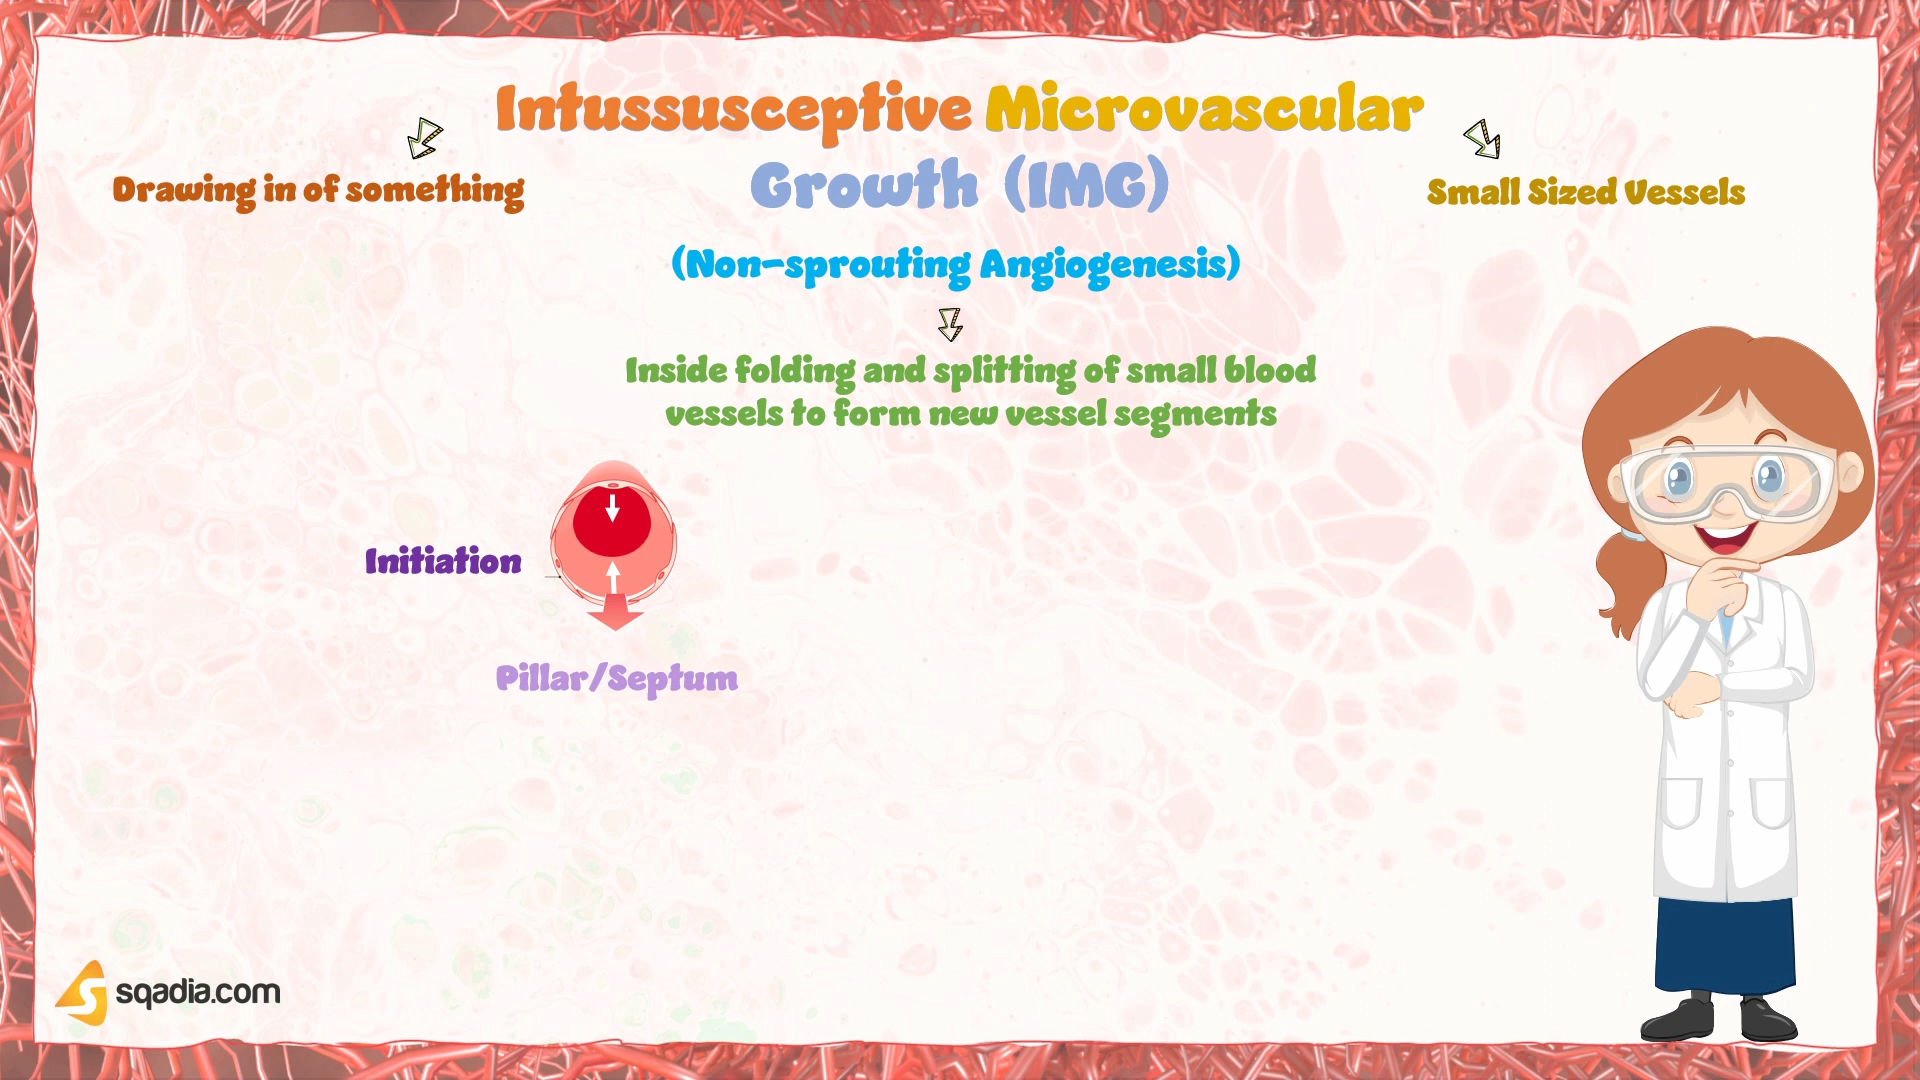 Intussusceptive Microvascular
Growth (IMG)
Drawing in of something
Small Sized Vessels
(Non-sprouting Angiogenesis)
Inside folding and splitting of small blood
vessels to form new vessel segments
Initiation
Pillar/Septum
sqadia.com